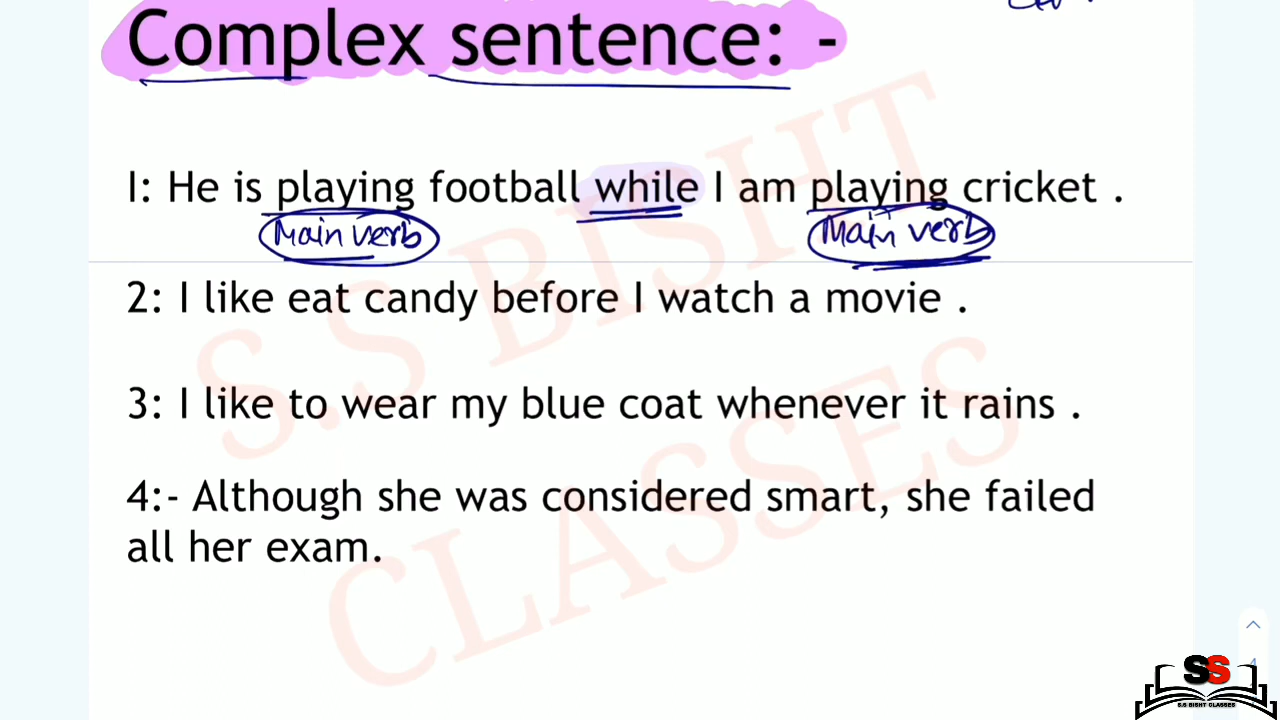 Complex sentence: -
I: He is playing football while I am playing cricket .
Main verb Main verb
2: I like eat candy before I watch a movie .
3: I like to wear my blue coat whenever it rains .
4:- Although she was considered smart, she failed
all her exam.
S.S BISHT
CLASSES
SS
S.S BISHT CLASSES